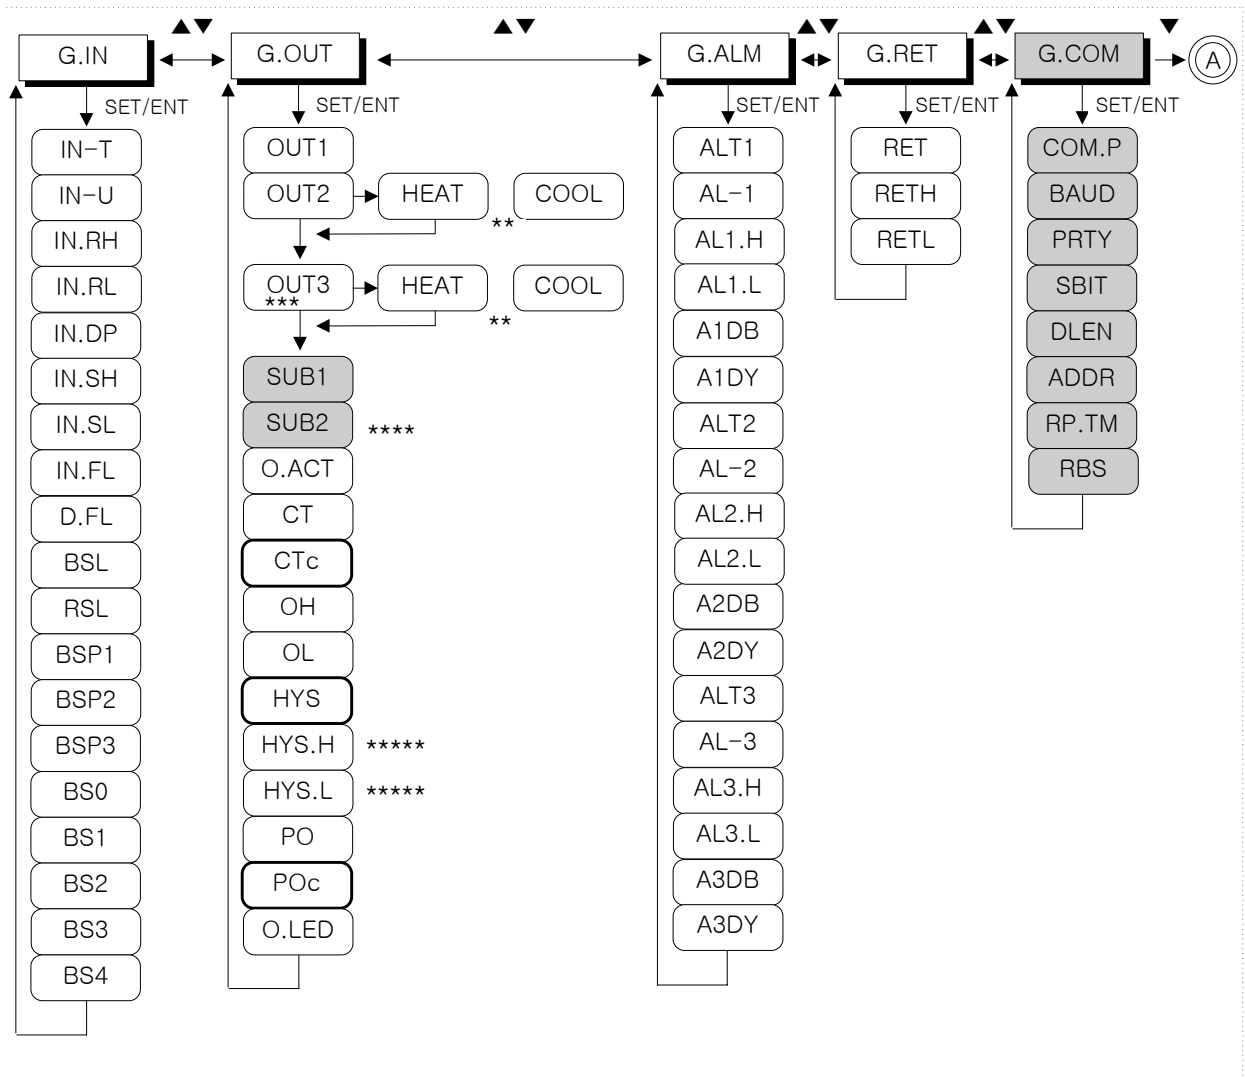 ▲▼ ▲▼ ▲▼ ▲▼ ▼
G.IN G.OUT G.ALM G.RET G.COM A
SET/ENT SET/ENT SET/ENT SET/ENT SET/ENT
IN-T
IN-U
IN.RH
IN.RL
IN.DP
IN.SH
IN.SL
IN.FL
D.FL
BSL
RSL
BSP1
BSP2
BSP3
BS0
BS1
BS2
BS3
BS4
OUT1
OUT2 HEAT COOL
**
OUT3 HEAT COOL
***
**
SUB1
SUB2 ****
O.ACT
CT
CTc
OH
OL
HYS
HYS.H *****
HYS.L *****
PO
POc
O.LED
ALT1
AL-1
AL1.H
AL1.L
A1DB
A1DY
ALT2
AL-2
AL2.H
AL2.L
A2DB
A2DY
ALT3
AL-3
AL3.H
AL3.L
A3DB
A3DY
RET
RETH
RETL
COM.P
BAUD
PRTY
SBIT
DLEN
ADDR
RP.TM
RBS